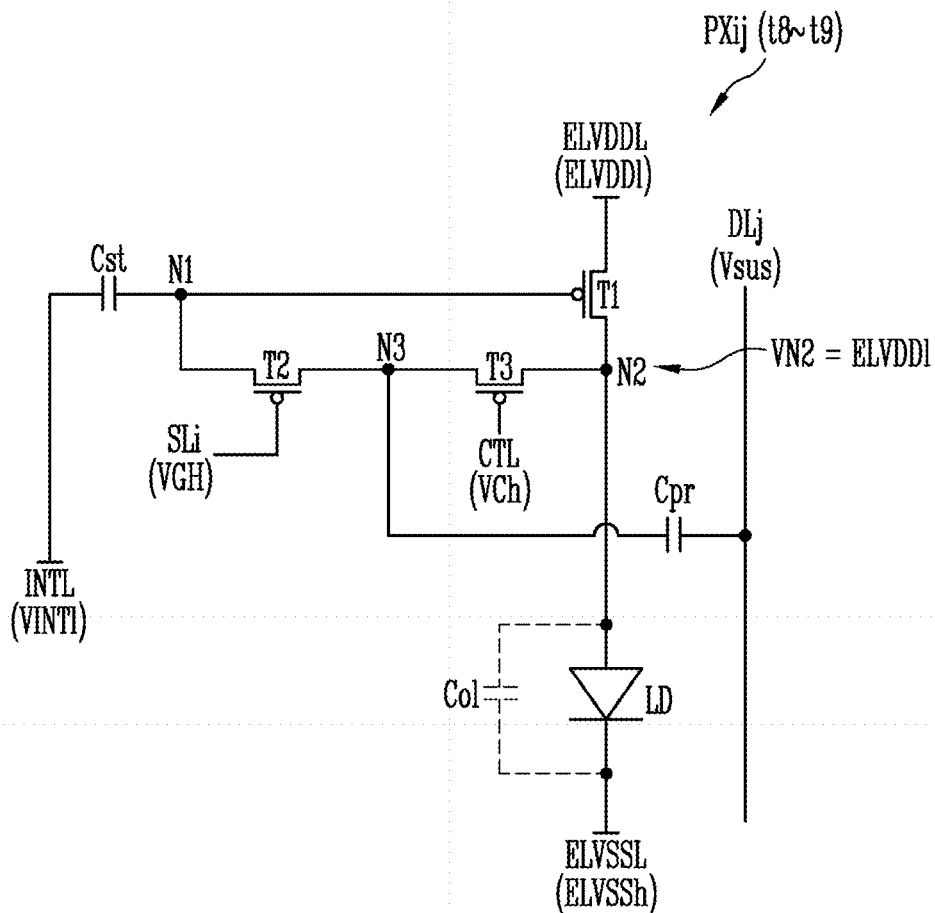 PXij (t8~t9)
ELVDDL
(ELVDDl)
DLj
(Vsus)
Cst
N1
T1
T2
N3
T3
N2
VN2 = ELVDDl
SLi
(VGH)
CTL
(VCh)
Cpr
INTL
(VINTl)
Col
LD
ELVSSL
(ELVSSh)